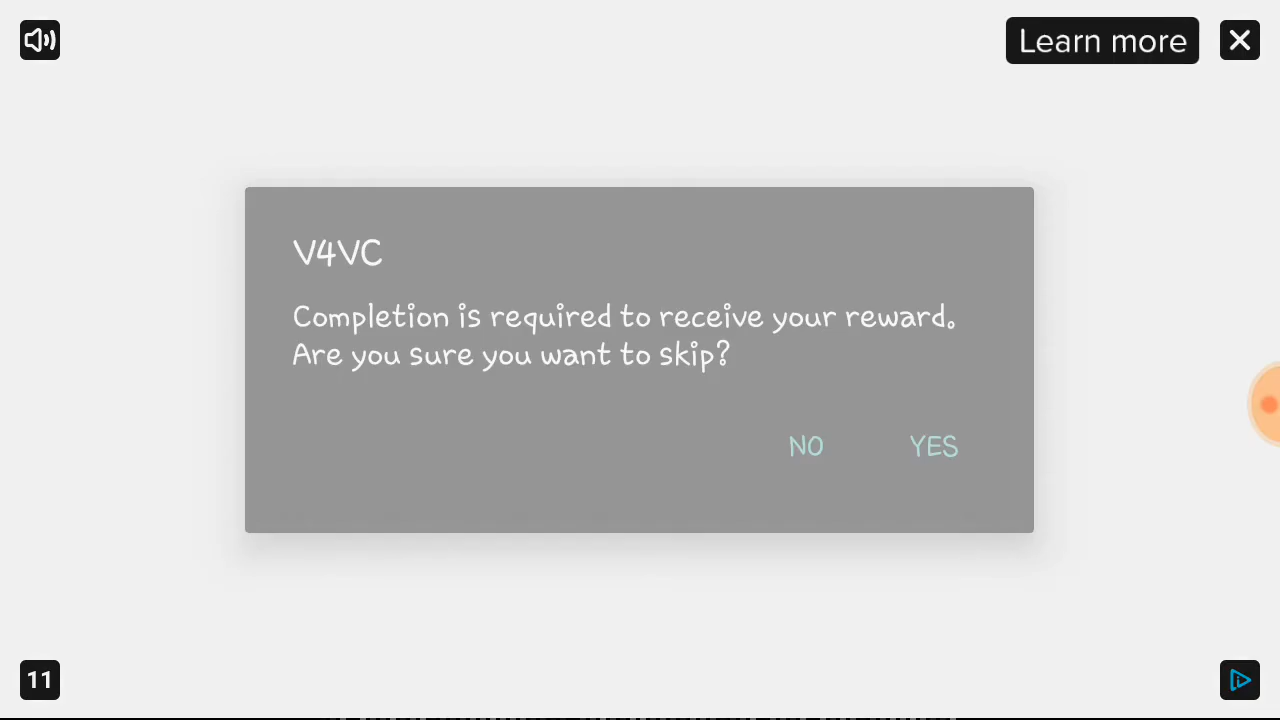 Learn more
V4VC
Completion is required to receive your reward.
Are you sure you want to skip?
NO YES
11